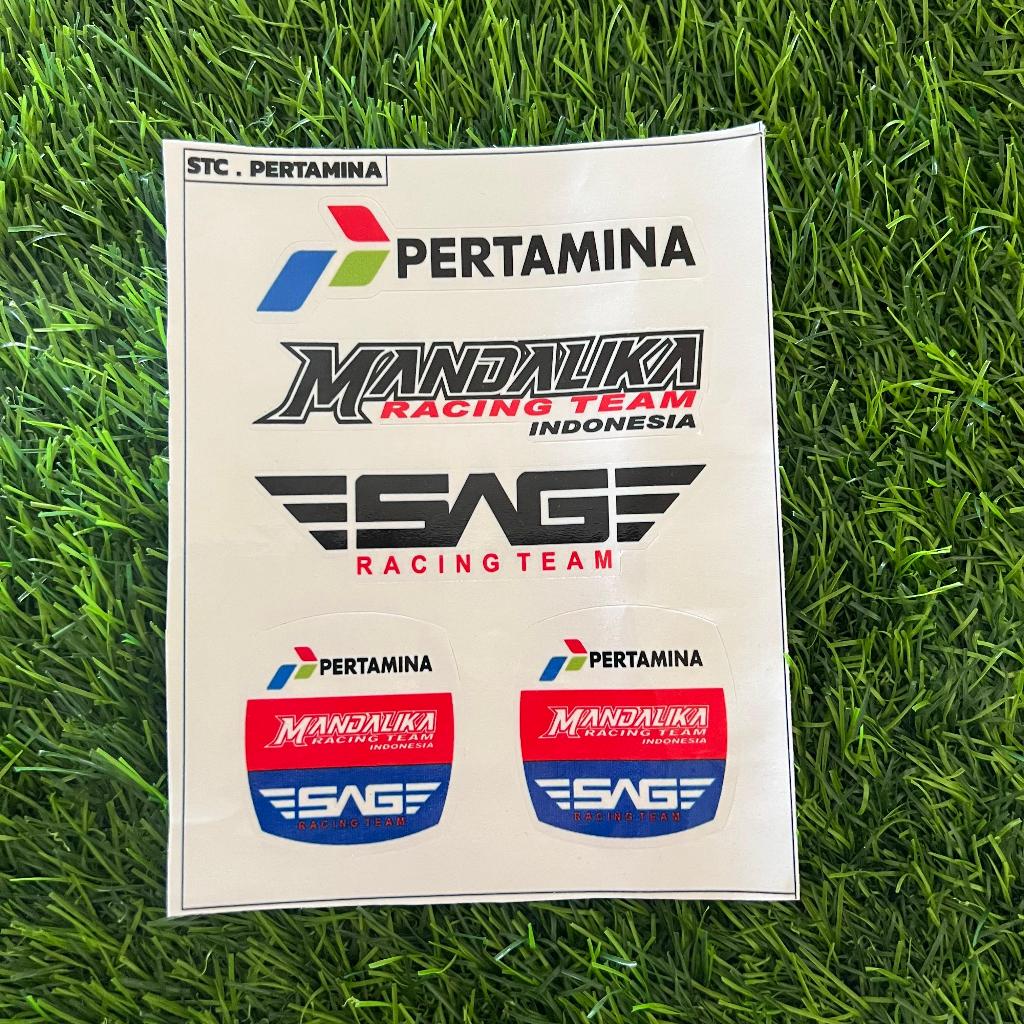 STC . PERTAMINA
PERTAMINA
MANDALIKA
RACING TEAM
INDONESIA
SAG
RACING TEAM
PERTAMINA
MANDALIKA
RACING TEAM
INDONESIA
SAG
RACING TEAM
PERTAMINA
MANDALIKA
RACING TEAM
INDONESIA
SAG
RACING TEAM